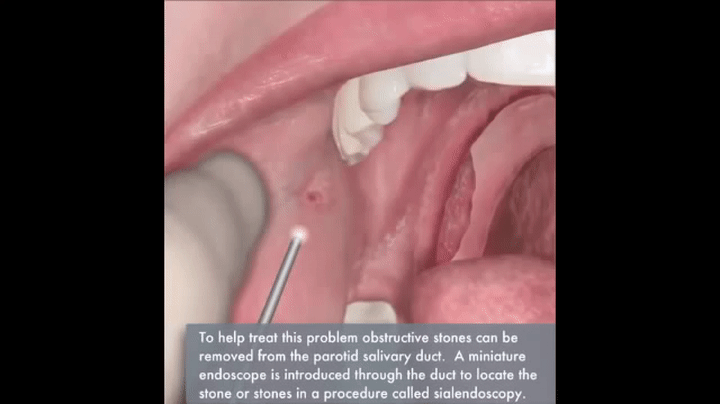 To help treat this problem obstructive stones can be
removed from the parotid salivary duct. A miniature
endoscope is introduced through the duct to locate the
stone or stones in a procedure called sialendoscopy.